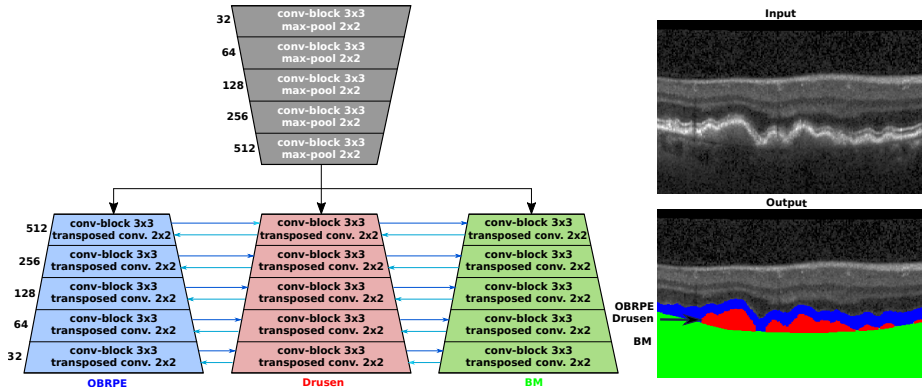 32
conv-block 3x3
max-pool 2x2
64
conv-block 3x3
max-pool 2x2
128
conv-block 3x3
max-pool 2x2
256
conv-block 3x3
max-pool 2x2
512
conv-block 3x3
max-pool 2x2
512
conv-block 3x3
transposed conv. 2x2
256
conv-block 3x3
transposed conv. 2x2
128
conv-block 3x3
transposed conv. 2x2
64
conv-block 3x3
transposed conv. 2x2
32
conv-block 3x3
transposed conv. 2x2
OBRPE
conv-block 3x3
transposed conv. 2x2
conv-block 3x3
transposed conv. 2x2
conv-block 3x3
transposed conv. 2x2
conv-block 3x3
transposed conv. 2x2
conv-block 3x3
transposed conv. 2x2
Drusen
conv-block 3x3
transposed conv. 2x2
conv-block 3x3
transposed conv. 2x2
conv-block 3x3
transposed conv. 2x2
conv-block 3x3
transposed conv. 2x2
conv-block 3x3
transposed conv. 2x2
BM
Input
Output
OBRPE
Drusen
BM